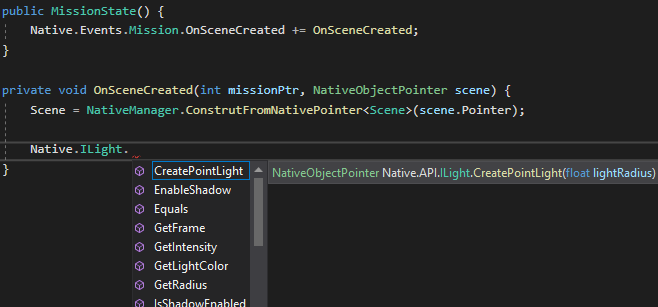 public MissionState() {
Native.Events.Mission.OnSceneCreated += OnSceneCreated;
}
private void OnSceneCreated(int missionPtr, NativeObjectPointer scene) {
Scene = NativeManager.ConstrutFromNativePointer<Scene>(scene.Pointer);
Native.ILight.
}
CreatePointLight
NativeObjectPointer Native.API.ILight.CreatePointLight(float lightRadius)
EnableShadow
Equals
GetFrame
GetIntensity
GetLightColor
GetRadius
IsShadowEnabled